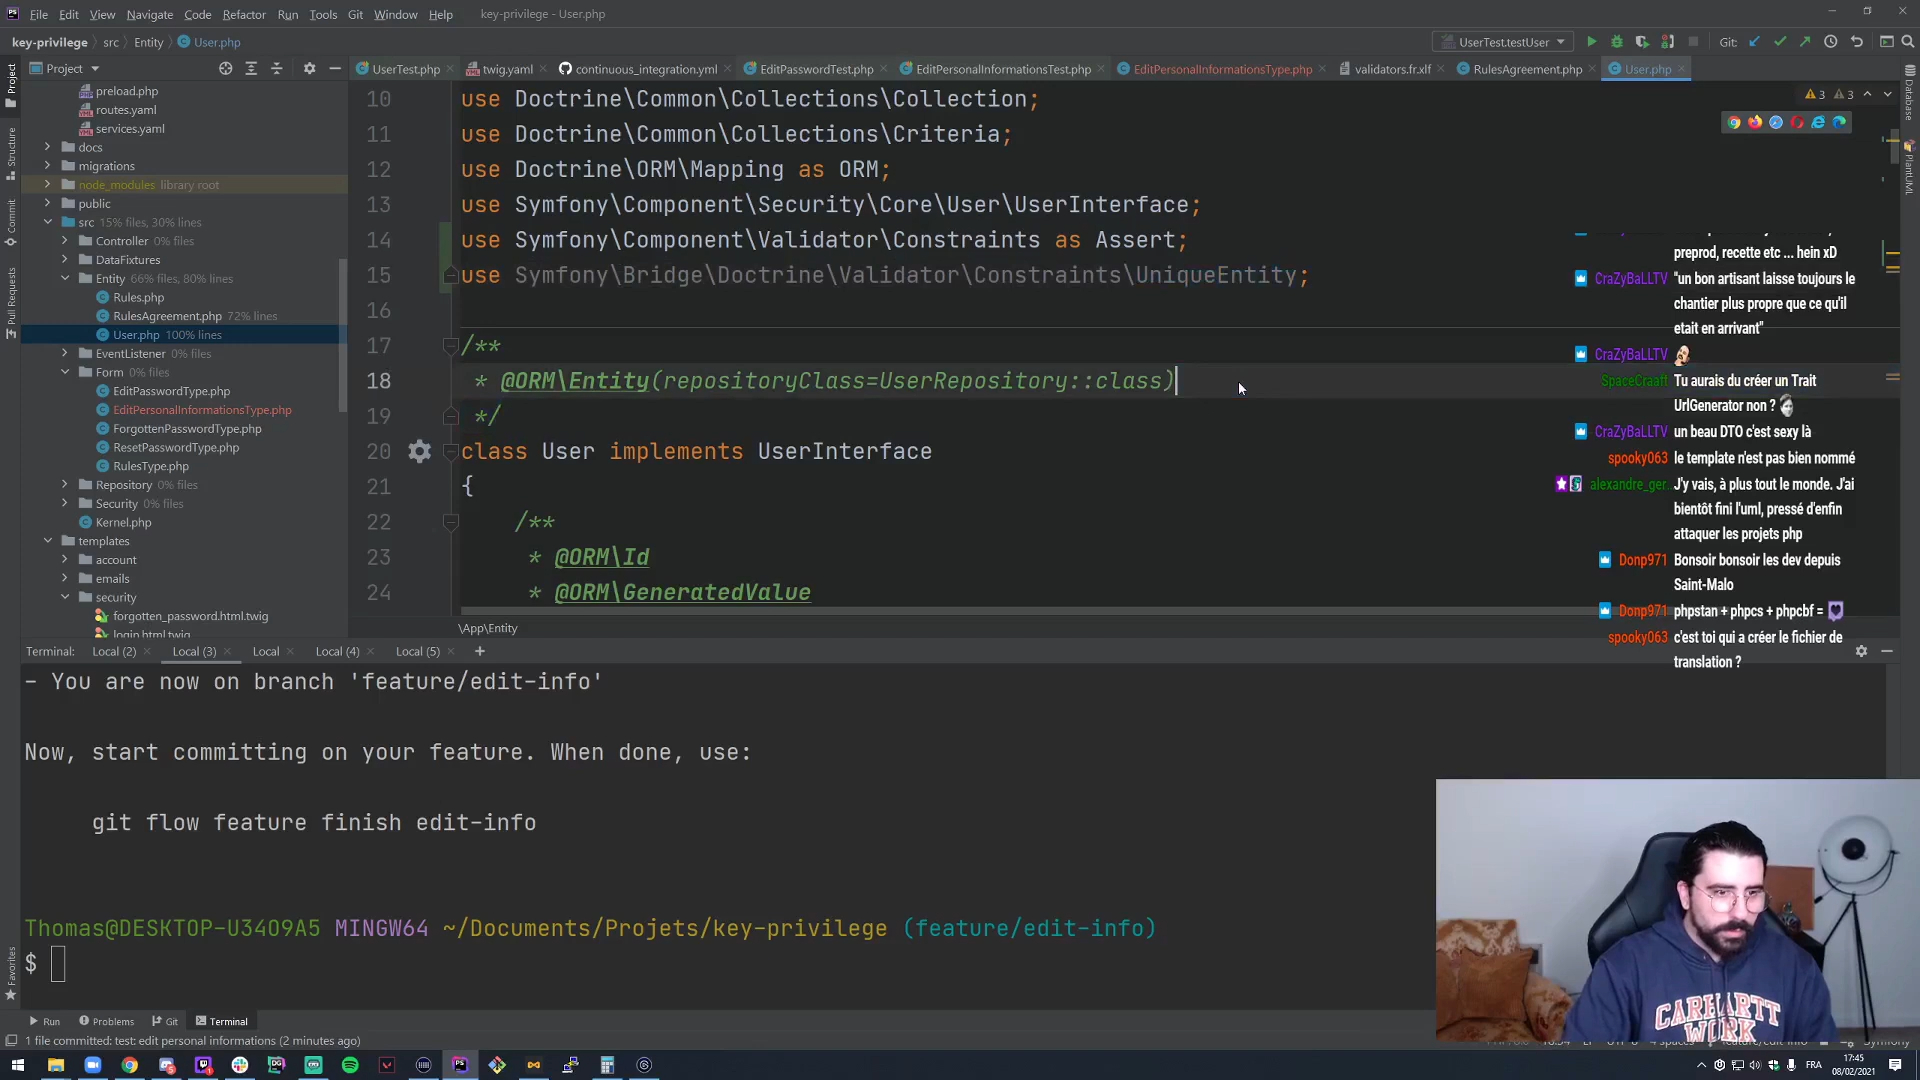 File Edit View Navigate Code Refactor Run Tools Git Window Help key-privilege - User.php
key-privilege src Entity User.php
UserTest.testUser Git:
Project
UserTest.php twig.yaml continuous_integration.yml EditPasswordTest.php EditPersonalInformationsTest.php EditPersonalInformationsType.php validators.fr.xlf RulesAgreement.php User.php
preload.php
routes.yaml
services.yaml
docs
migrations
node_modules library root
public
src 15% files, 30% lines
Controller 0% files
DataFixtures
Entity 66% files, 80% lines
Rules.php
RulesAgreement.php 72% lines
User.php 100% lines
EventListener 0% files
Form 0% files
EditPasswordType.php
EditPersonalInformationsType.php
ForgottenPasswordType.php
ResetPasswordType.php
RulesType.php
Repository 0% files
Security 0% files
Kernel.php
templates
account
emails
security
forgotten_password.html.twig
login.html.twig
Project
Structure
Commit
Pull Requests
Favorites
Database
PlantUML
3 3
10 use Doctrine\Common\Collections\Collection;
11 use Doctrine\Common\Collections\Criteria;
12 use Doctrine\ORM\Mapping as ORM;
13 use Symfony\Component\Security\Core\User\UserInterface;
14 use Symfony\Component\Validator\Constraints as Assert;
15 use Symfony\Bridge\Doctrine\Validator\Constraints\UniqueEntity;
16
17 /**
18 * @ORM\Entity(repositoryClass=UserRepository::class)
19 */
20 class User implements UserInterface
21 {
22 /**
23 * @ORM\Id
24 * @ORM\GeneratedValue
\App\Entity
preprod, recette etc ... hein xD
CraZyBaLLTV "un bon artisant laisse toujours le
chantier plus propre que ce qu'il
etait en arrivant"
CraZyBaLLTV
SpaceCraaft Tu aurais du créer un Trait
UrlGenerator non ?
CraZyBaLLTV un beau DTO c'est sexy là
spooky063 le template n'est pas bien nommé
alexandre_ger... J'y vais, à plus tout le monde. J'ai
bientôt fini l'uml, pressé d'enfin
attaquer les projets php
Donp971 Bonsoir bonsoir les dev depuis
Saint-Malo
Donp971 phpstan + phpcs + phpcbf =
spooky063 c'est toi qui a créer le fichier de
translation ?
Terminal: Local (2) Local (3) Local Local (4) Local (5)
- You are now on branch 'feature/edit-info'
Now, start committing on your feature. When done, use:
git flow feature finish edit-info
Thomas@DESKTOP-U34O9A5 MINGW64 ~/Documents/Projets/key-privilege (feature/edit-info)
$
CARHARTT
WORK
Run Problems Git Terminal
1 file committed: test: edit personal informations (2 minutes ago)
FRA
17:45
08/02/2021